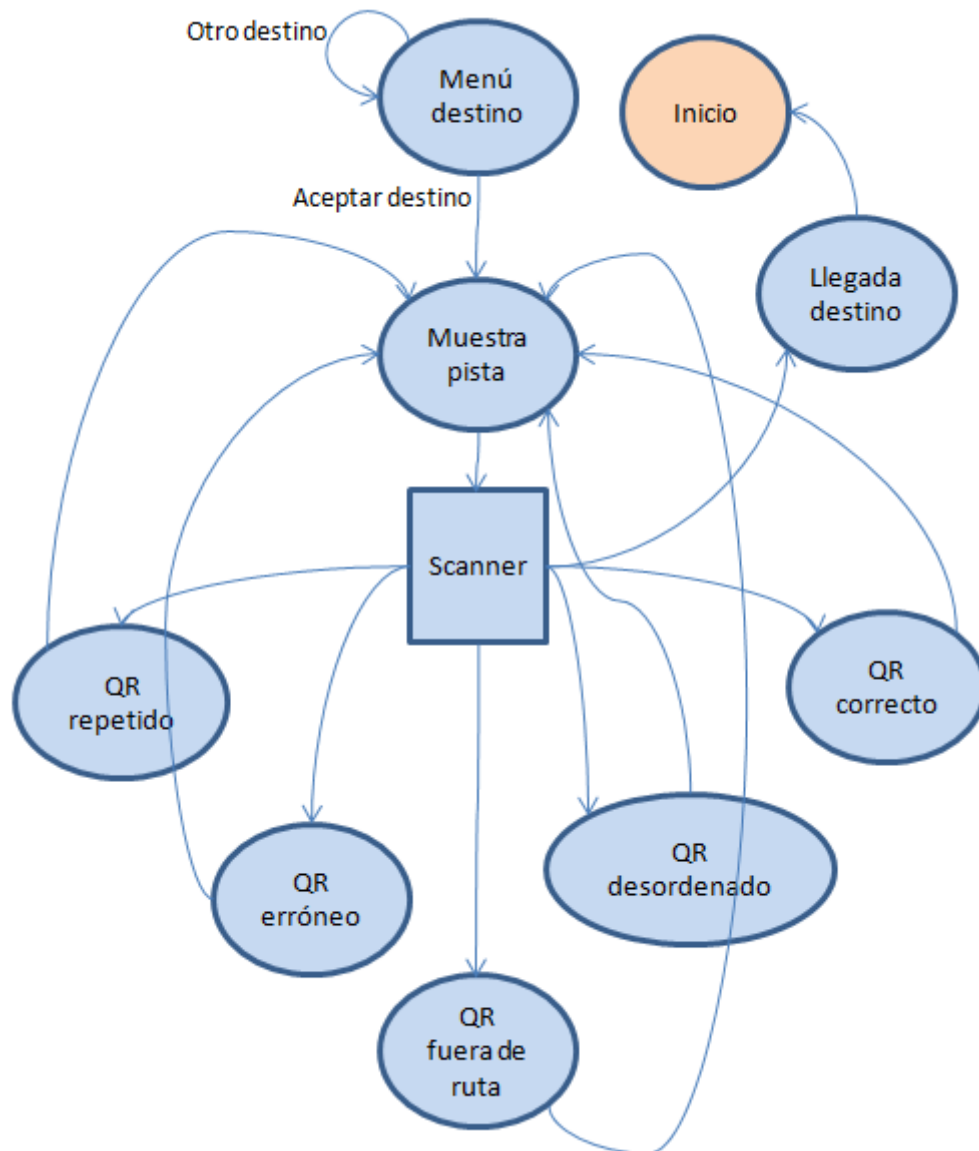 Otro destino
Menú
destino
Inicio
Aceptar destino
Llegada
destino
Muestra
pista
Scanner
QR
repetido
QR
correcto
QR
erróneo
QR
desordenado
QR
fuera de
ruta